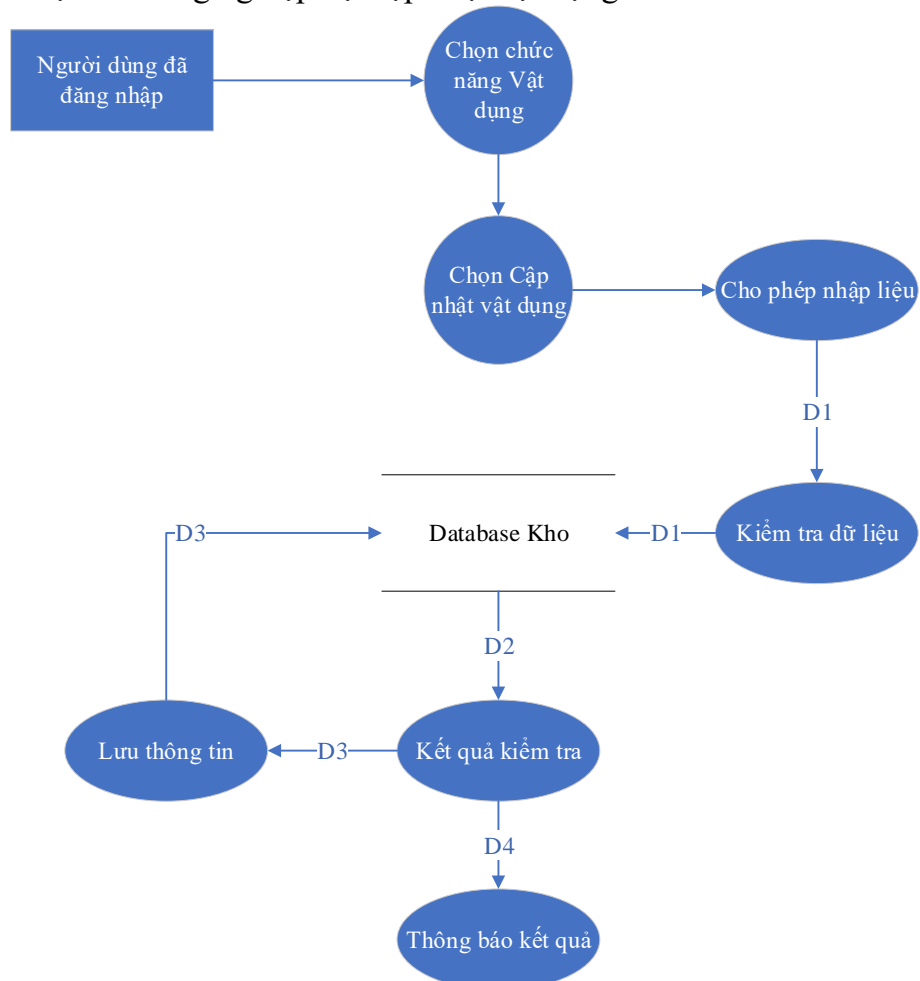 Người dùng đã
đăng nhập
Chọn chức
năng Vật
dụng
Chọn Cập
nhật vật dụng
Cho phép nhập liệu
D1
Kiểm tra dữ liệu
D1
Database Kho
D3
D2
Kết quả kiểm tra
D3
Lưu thông tin
D4
Thông báo kết quả